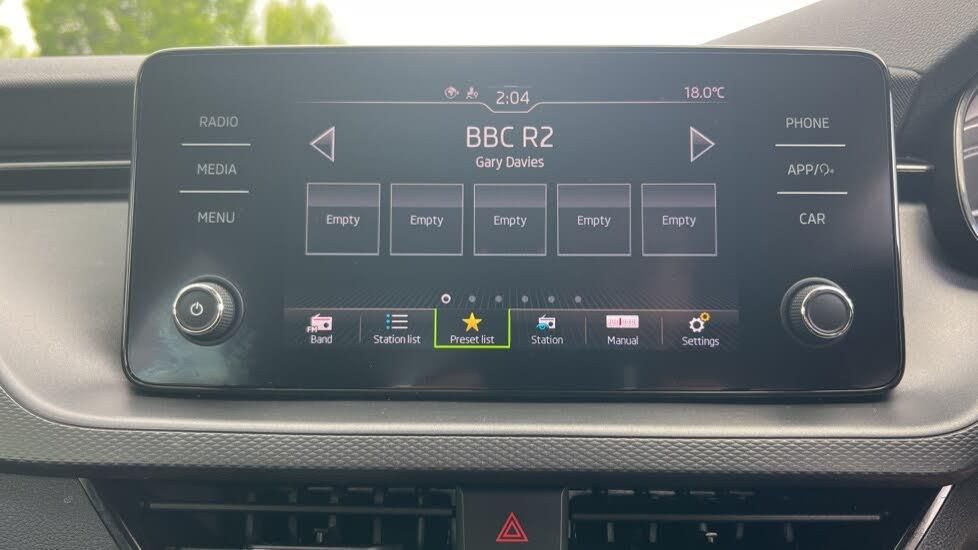 2:04
18.0°C
RADIO
MEDIA
MENU
BBC R2
Gary Davies
Empty
Empty
Empty
Empty
Empty
PHONE
APP/
CAR
FM
Band
Station list
Preset list
Station
Manual
Settings